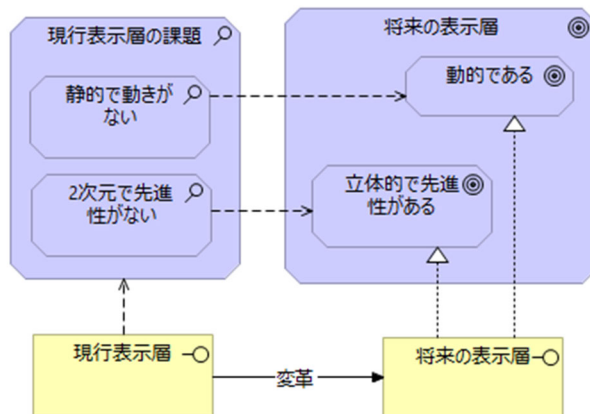 現行表示層の課題
静的で動きが
ない
2次元で先進
性がない
将来の表示層
動的である
立体的で先進
性がある
現行表示層
変革
将来の表示層